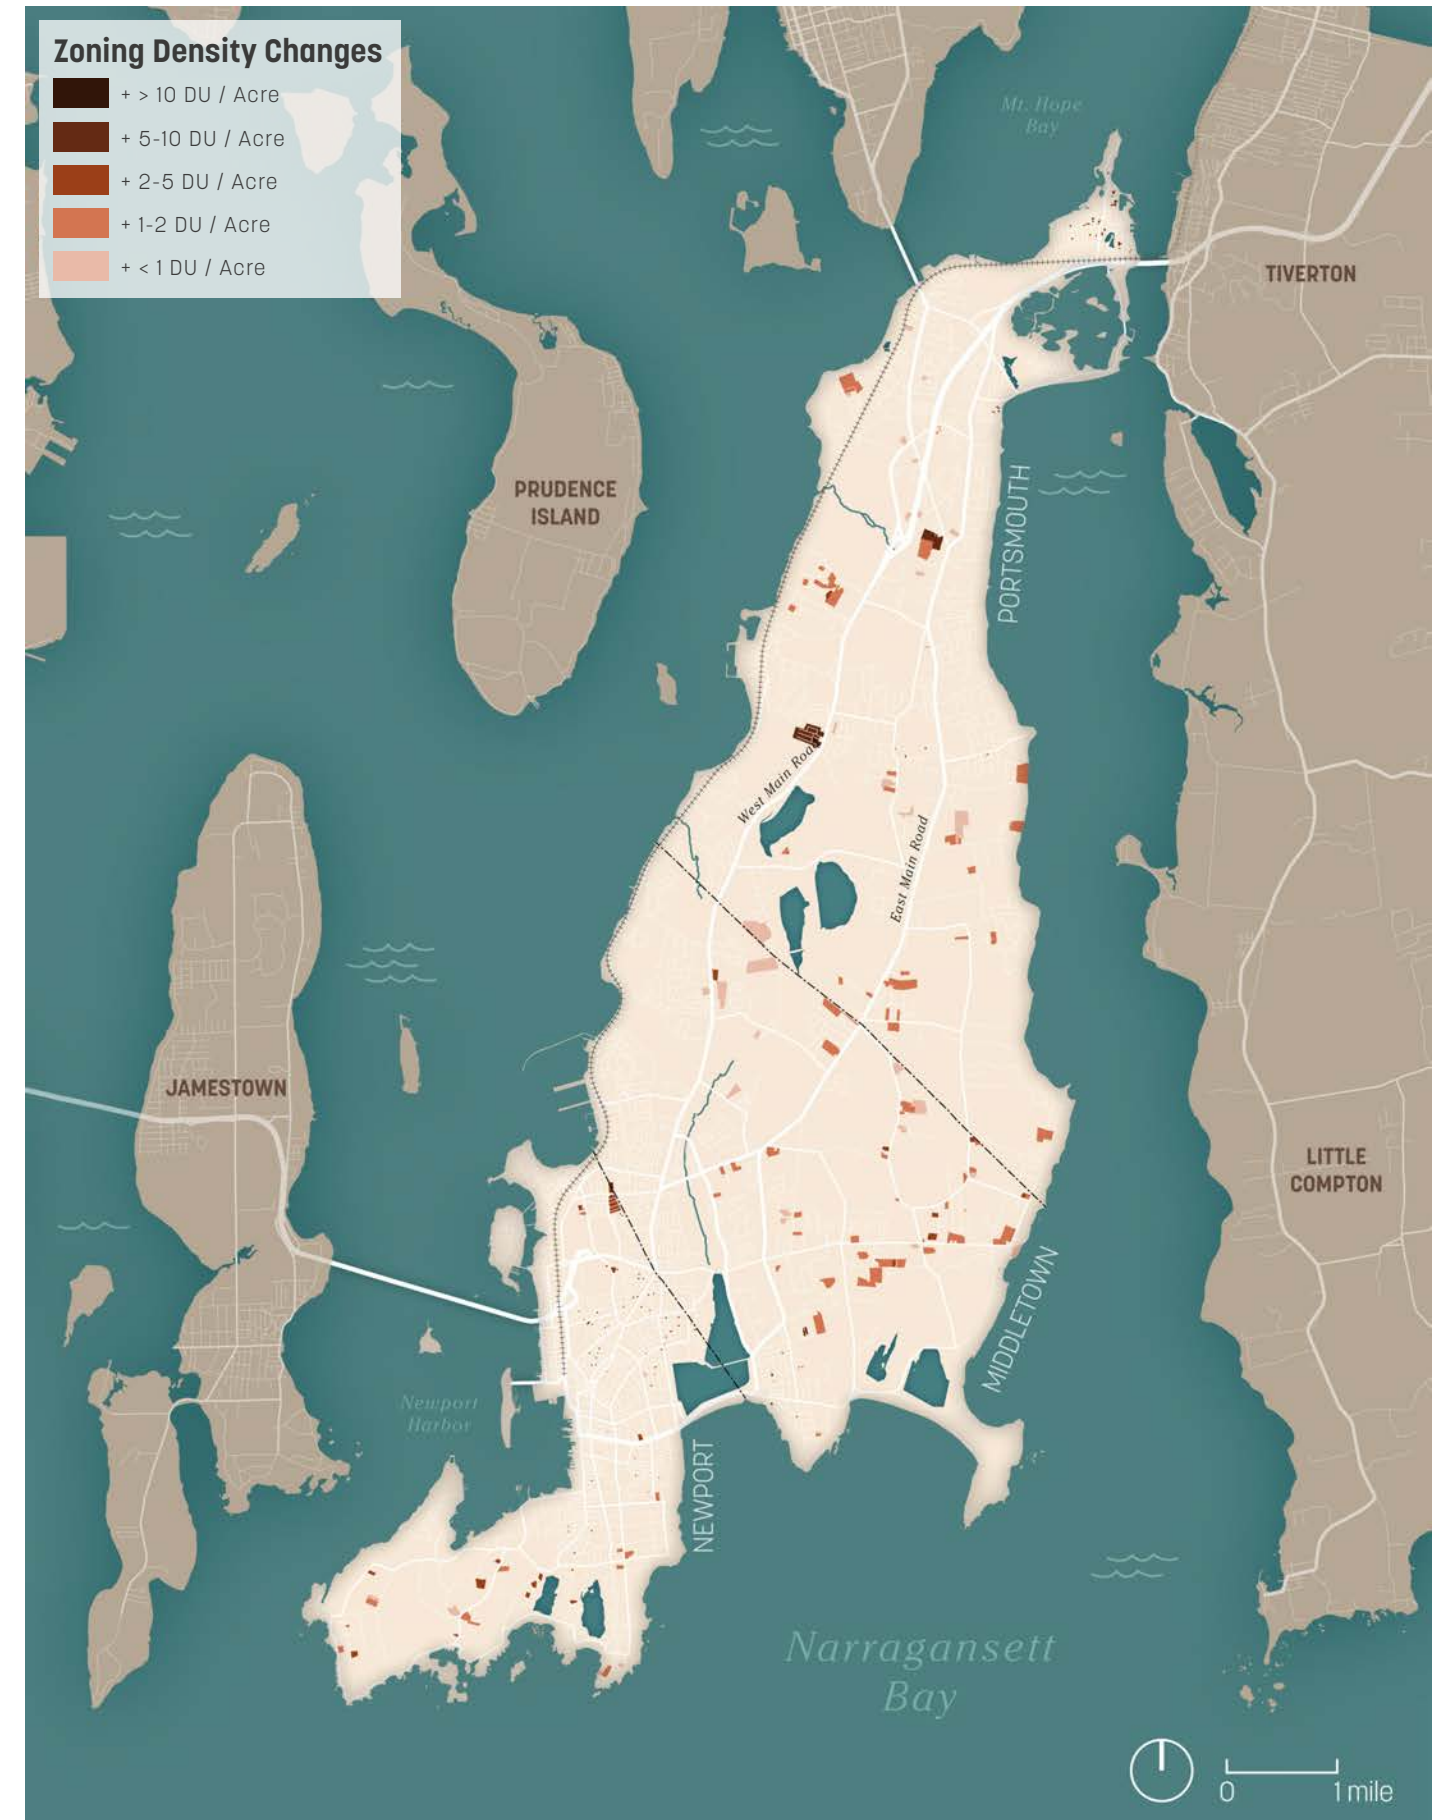 Zoning Density Changes
+ > 10 DU / Acre
+ 5-10 DU / Acre
+ 2-5 DU / Acre
+ 1-2 DU / Acre
+ < 1 DU / Acre
Mt. Hope
Bay
TIVERTON
PRUDENCE
ISLAND
PORTSMOUTH
West Main Road
East Main Road
JAMESTOWN
LITTLE
COMPTON
MIDDLETOWN
Newport
Harbor
NEWPORT
Narragansett
Bay
0 1 mile